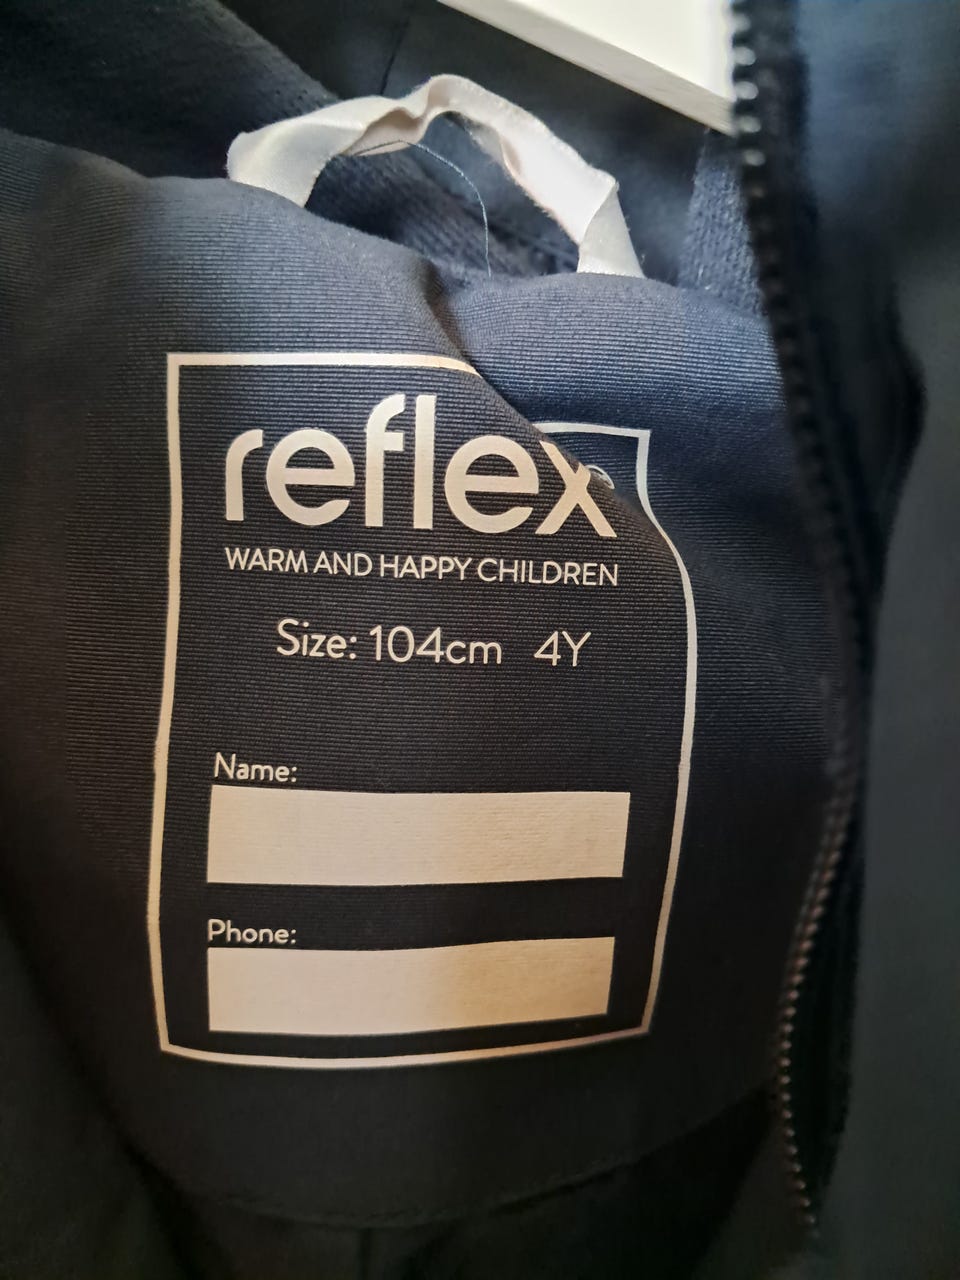 reflex
WARM AND HAPPY CHILDREN
Size: 104cm 4Y
Name:
Phone: